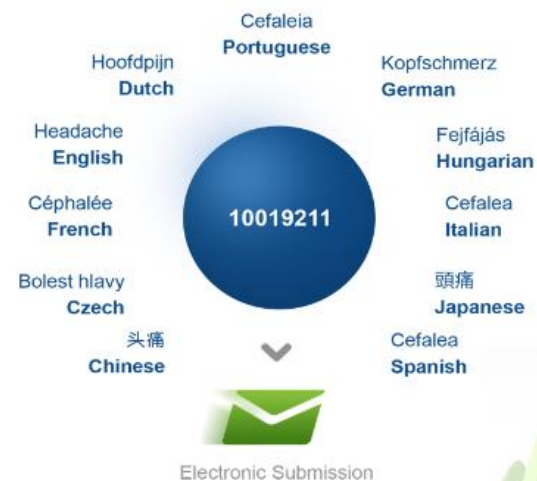 Cefaleia
Portuguese
Hoofdpijn
Dutch
Kopfschmerz
German
Headache
English
Fejfájás
Hungarian
10019211
Céphalée
French
Cefalea
Italian
Bolest hlavy
Czech
頭痛
Japanese
头痛
Chinese
Cefalea
Spanish
Electronic Submission